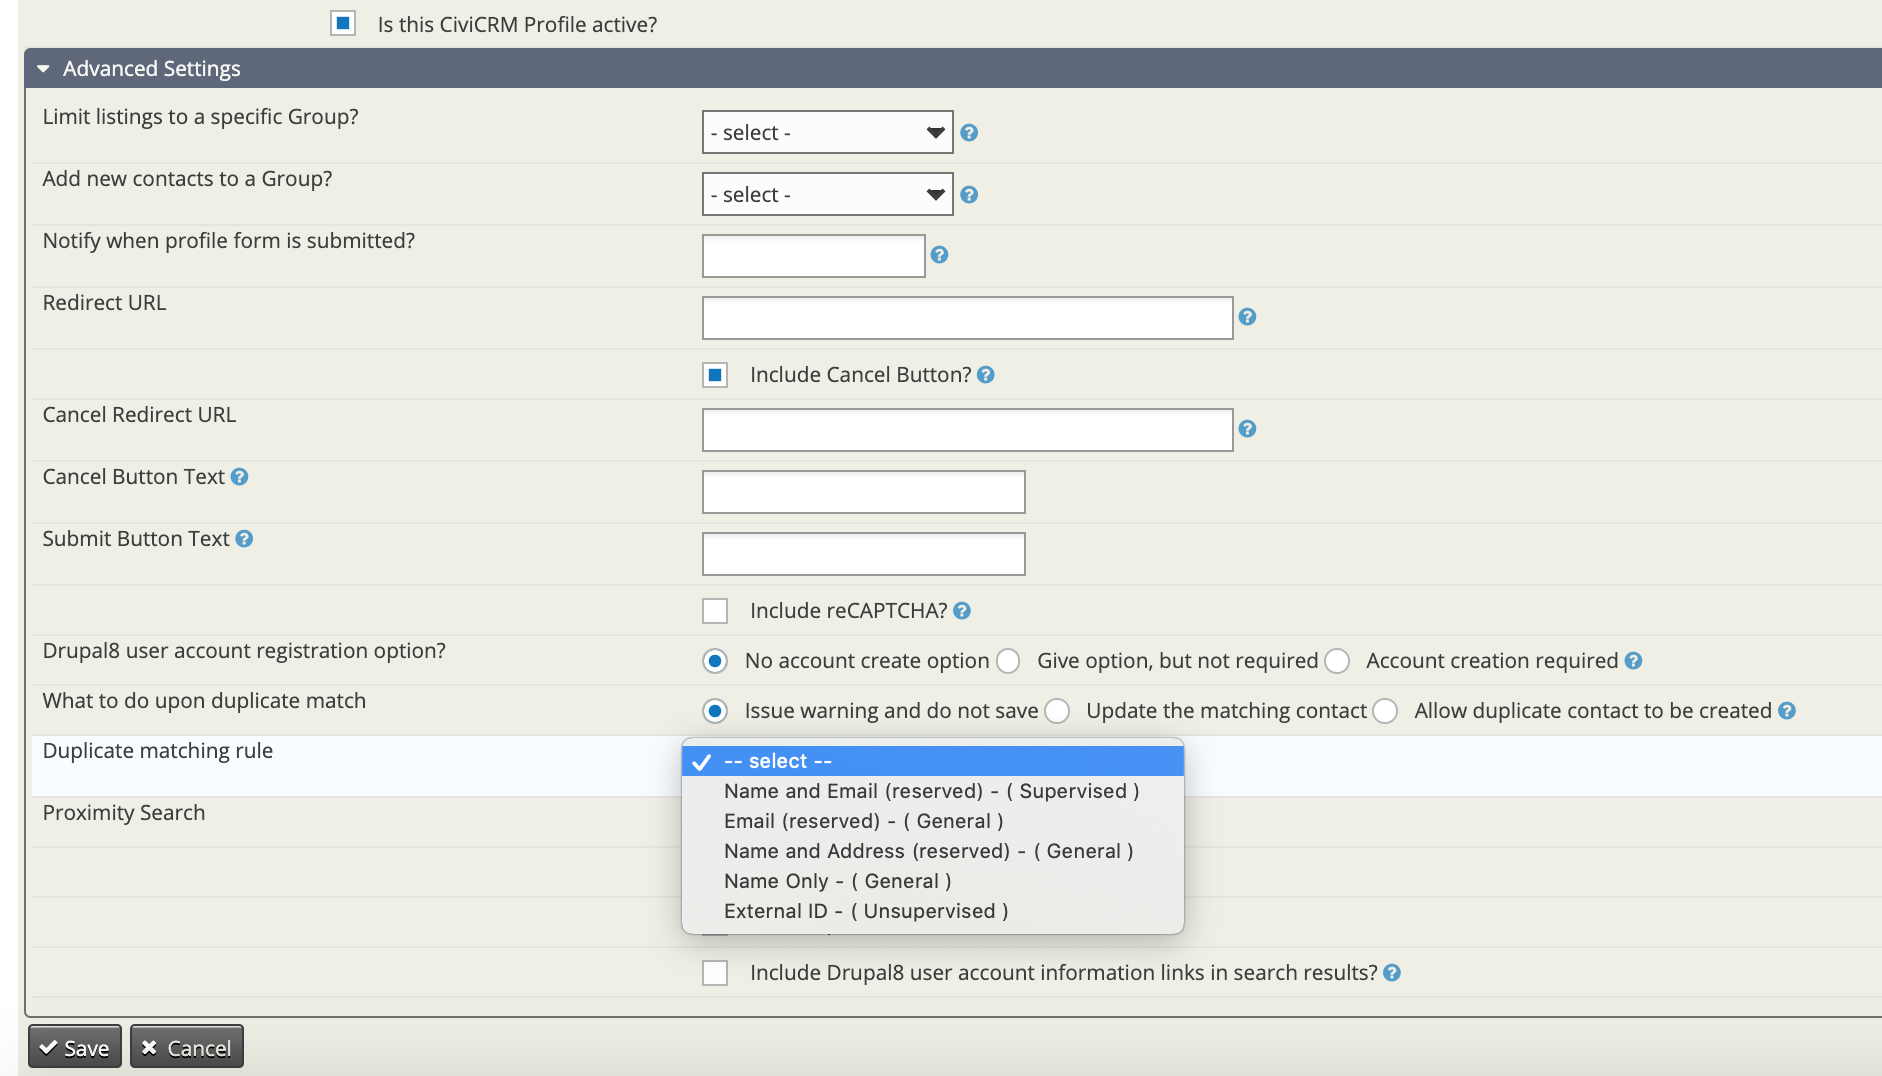 Is this CiviCRM Profile active?
Advanced Settings
Limit listings to a specific Group?
- select -
Add new contacts to a Group?
- select -
Notify when profile form is submitted?
Redirect URL
Include Cancel Button?
Cancel Redirect URL
Cancel Button Text
Submit Button Text
Include reCAPTCHA?
Drupal8 user account registration option?
No account create option Give option, but not required Account creation required
What to do upon duplicate match
Issue warning and do not save Update the matching contact Allow duplicate contact to be created
Duplicate matching rule
-- select --
Name and Email (reserved) - ( Supervised )
Email (reserved) - ( General )
Name and Address (reserved) - ( General )
Name Only - ( General )
External ID - ( Unsupervised )
Proximity Search
Include Drupal8 user account information links in search results?
Save
Cancel